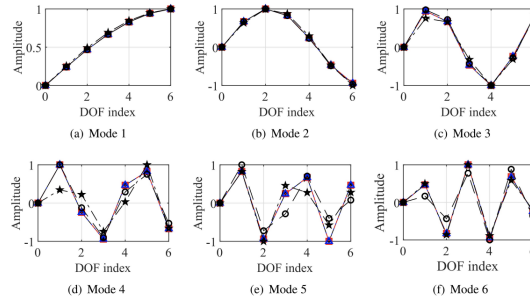 1
0.5
0
Amplitude
0 2 4 6
DOF index
(a) Mode 1
1
0
-1
Amplitude
0 2 4 6
DOF index
(b) Mode 2
1
0
-1
Amplitude
0 2 4 6
DOF index
(c) Mode 3
1
0
-1
Amplitude
0 2 4 6
DOF index
(d) Mode 4
1
0
-1
Amplitude
0 2 4 6
DOF index
(e) Mode 5
1
0
-1
Amplitude
0 2 4 6
DOF index
(f) Mode 6